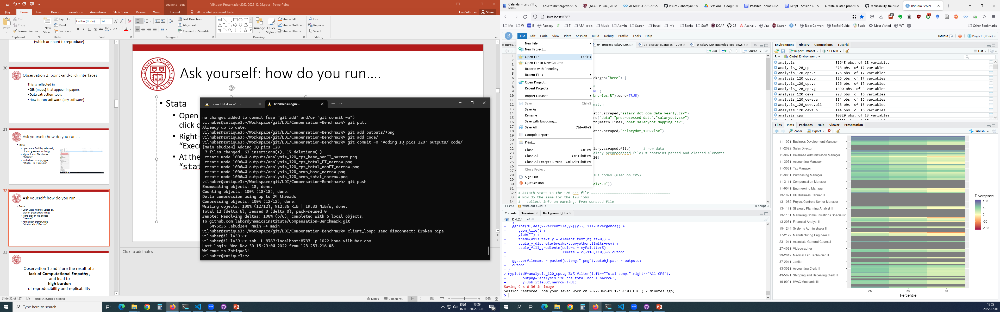 Drawing Tools
Vilhuber-Presentation2022-2022-12-02.pptx - PowerPoint
File Home Insert Design Transitions Animations Slide Show Review View Format Tell me what you want to do... Lars Vilhuber Share
Paste
Cut
Copy
Format Painter
Clipboard
New Slide
Layout
Reset
Section
Slides
Calibri (Body) 24
Font
Text Direction
Align Text
Convert to SmartArt
Paragraph
Arrange
Quick Styles
Shape Fill
Shape Outline
Shape Effects
Drawing
Find
Replace
Select
Editing
(which are hard to reproduce)
30
Observation 2: point-and-click interfaces
This is reflected in
• GIS (maps) that appear in papers
• Data extraction tools
• How to run software (any software)
31
Ask yourself: how do you run....
• Stata
• Open Stata, find file, Select-all, click on green arrow thingy
• Right-click on file, choose "Execute"
• At the bash prompt, type "stata -b file.do"
32
Ask yourself: how do you run....
• Stata
• Open Stata, find file, Select-all, click on green arrow thingy
• Right-click on file, choose "Execute"
• At the bash prompt, type "stata -b file.do"
33
Observation 1 and 2 are the result of a
lack of Computational Empathy ,
and lead to
high burden
of reproducibility and replicability
CORNELL UNIVERSITY FOUNDED A.D. 1865
Ask yourself: how do you run....
• Stata
• Open
click o
• Right-
"Execu
• At the
"stat
Click to add notes
Slide 32 of 127 English (United States) Notes Comments 106%
openSUSE-Leap-15.3 lv39@cbsulogin:~
no changes added to commit (use "git add" and/or "git commit -a")
vilhuber@zotique3:~/Workspace/git/LDI/Compensation-Benchmark> git pull
Already up to date.
vilhuber@zotique3:~/Workspace/git/LDI/Compensation-Benchmark> git add outputs/*png
vilhuber@zotique3:~/Workspace/git/LDI/Compensation-Benchmark> git add code/
vilhuber@zotique3:~/Workspace/git/LDI/Compensation-Benchmark> git commit -m 'Adding IQ pics 120' outputs/ code/
[main eb8d2e4] Adding IQ pics 120
7 files changed, 63 insertions(+), 17 deletions(-)
create mode 100644 outputs/analysis_120_cps_base_nonFT_narrow.png
create mode 100644 outputs/analysis_120_cps_total_FT_narrow.png
create mode 100644 outputs/analysis_120_cps_total_nonFT_narrow.png
create mode 100644 outputs/analysis_120_oews_base_narrow.png
create mode 100644 outputs/analysis_120_oews_total_narrow.png
vilhuber@zotique3:~/Workspace/git/LDI/Compensation-Benchmark> git push
Enumerating objects: 18, done.
Counting objects: 100% (18/18), done.
Delta compression using up to 24 threads
Compressing objects: 100% (12/12), done.
Writing objects: 100% (12/12), 912.36 KiB | 19.83 MiB/s, done.
Total 12 (delta 6), reused 0 (delta 0), pack-reused 0
remote: Resolving deltas: 100% (6/6), completed with 6 local objects.
To github.com:labordynamicsinstitute/Compensation-Benchmark.git
6476c36..eb8d2e4 main -> main
vilhuber@zotique3:~/Workspace/git/LDI/Compensation-Benchmark> client_loop: send disconnect: Broken pipe
vilhuber@il-lv39:~>
vilhuber@il-lv39:~> ssh -L 8787:localhost:8787 -p 1022 home.vilhuber.com
Last login: Wed Nov 30 15:29:04 2022 from 128.253.216.45
Welcome to Zotique3!
vilhuber@zotique3:~>
Type here to search
ENG INTL 13:29 2022-12-01 19
Calendar - Lars Vil MUTED
api.crossref.org/works
[AEAREP-3762] AE
AEAREP-3127 Com
Issues · labordynam
Session4 - Google
Possible Themes a
Script - Session 4
Stata-related proced
replicability-training
RStudio Server
localhost:8787
Me W B Passkey T AEA-tools Music Admin Search Travel Info Banks Stuff DCAP CS Asana: L Jira Search R Table Convert SocSci Guide Slack Most Visited WT Other Bookmarks
File Edit Code View Plots Session Build Debug Profile Tools Help rstudio Project: (None)
New File
New Project...
Open File... Ctrl+O
Open File in New Column...
Reopen with Encoding...
Recent Files
Open Project...
Recent Projects
Import Dataset
Save Ctrl+S
Save As...
Rename
Save with Encoding...
Save All Ctrl+Alt+S
Compile Report...
Print...
Close Ctrl+W
Close All Ctrl+Shift+W
Close All Except Current Ctrl+Alt+Shift+W
Close Project
Sign Out
Quit Session...
e_nums.R 04_process_salary120.R 21_display_quantiles_120.R 10_salary120_quantiles_cps_oews.R
Run Source
ckages("here") }
RUE)
braries.R"),echo=TRUE)
match
atch.scraped,"salary_dot_com_data_yearly.csv")
re("data","preprocessed data","salarydot.csv")
th(match.final,"onet_salarydot_mapping.csv")
atch.scraped,"salarydot_120.xlsx")
lary.scraped.file) # raw data
salary.preprocessed.file) # contains parsed and cleaned elements
20)
sus codes (used on CPS)
alks.R"))
32 # Attach stats to the 120 occ file ======================================
33 # Now do the same for the 120 jobs
34 # - collect info on earnings from scraped file
133:54 Write out excel R Script
Console Terminal Background Jobs
R 4.2.1 · ~/
+ }
+ ggplot(df,aes(x=Percentile,y={{y}},fill=Divergence)) +
+ geom_tile() +
+ ylab("") +
+ theme(axis.text.y = element_text(hjust=0)) +
+ scale_y_discrete(breaks=everyother,limits=rev) +
+ scale_fill_gradientn(colors = myPalette(5),
+ limits = c(-110,110))-> outobj
+
+ ggsave(filename = paste0(outpng,".png"),outobj,path = outputs)
+ outobj
+ }
> myplot(df=analysis_120_cps.g %>% filter(left=="Total comp.",right=="All CPS"),
+ outpng="analysis_120_cps_total_nonFT_narrow",
+ y=JobTitleSOC,narrow=TRUE)
Saving 9 x 6.36 in image
Session restored from your saved work on 2022-Dec-01 17:51:03 UTC (37 minutes ago)
>
Environment History Connections Tutorial
Import Dataset 633 MiB List
R Global Environment
analysis 51645 obs. of 18 variables
analysis_120_cps 378 obs. of 17 variables
analysis_120_cps.a 126 obs. of 17 variables
analysis_120_cps.b 126 obs. of 17 variables
analysis_120_cps.c 126 obs. of 17 variables
analysis_120_cps.g 1890 obs. of 5 variables
analysis_120_oews 228 obs. of 16 variables
analysis_120_oews.a 114 obs. of 16 variables
analysis_120_oews.all 228 obs. of 16 variables
analysis_120_oews.b 114 obs. of 16 variables
analysis_cps 10329 obs. of 13 variables
Files Plots Packages Help Viewer Presentation
Zoom Export Publish
11-1021: Business Development Manager
11-2022: Sales Director
11-3021: Database Administration Manager
11-3031: Accounting Manager
11-3031: Tax Manager
11-3061: Purchasing Manager
11-3111: Compensation Manager
11-9041: Engineering Manager
13-1071: HR Business Partner III
13-1082: Project Controls Senior Manager
13-1111: Strategic Planning Analyst III
13-1161: Marketing Communications Specialist
13-2051: Financial Analyst III
15-1244: Systems Administrator III
17-2199: Manufacturing Engineer III
23-1011: Associate General Counsel
27-4031: Videographer
29-2012: Medical Lab Technician II
37-2011: Janitor
43-3031: Accounting Clerk III
43-5071: Shipping and Receiving Clerk III
49-9021: HVAC Mechanic III
25 50 75
Percentile
Divergence
100
50
0
-50
-100
13:29
2022-12-01